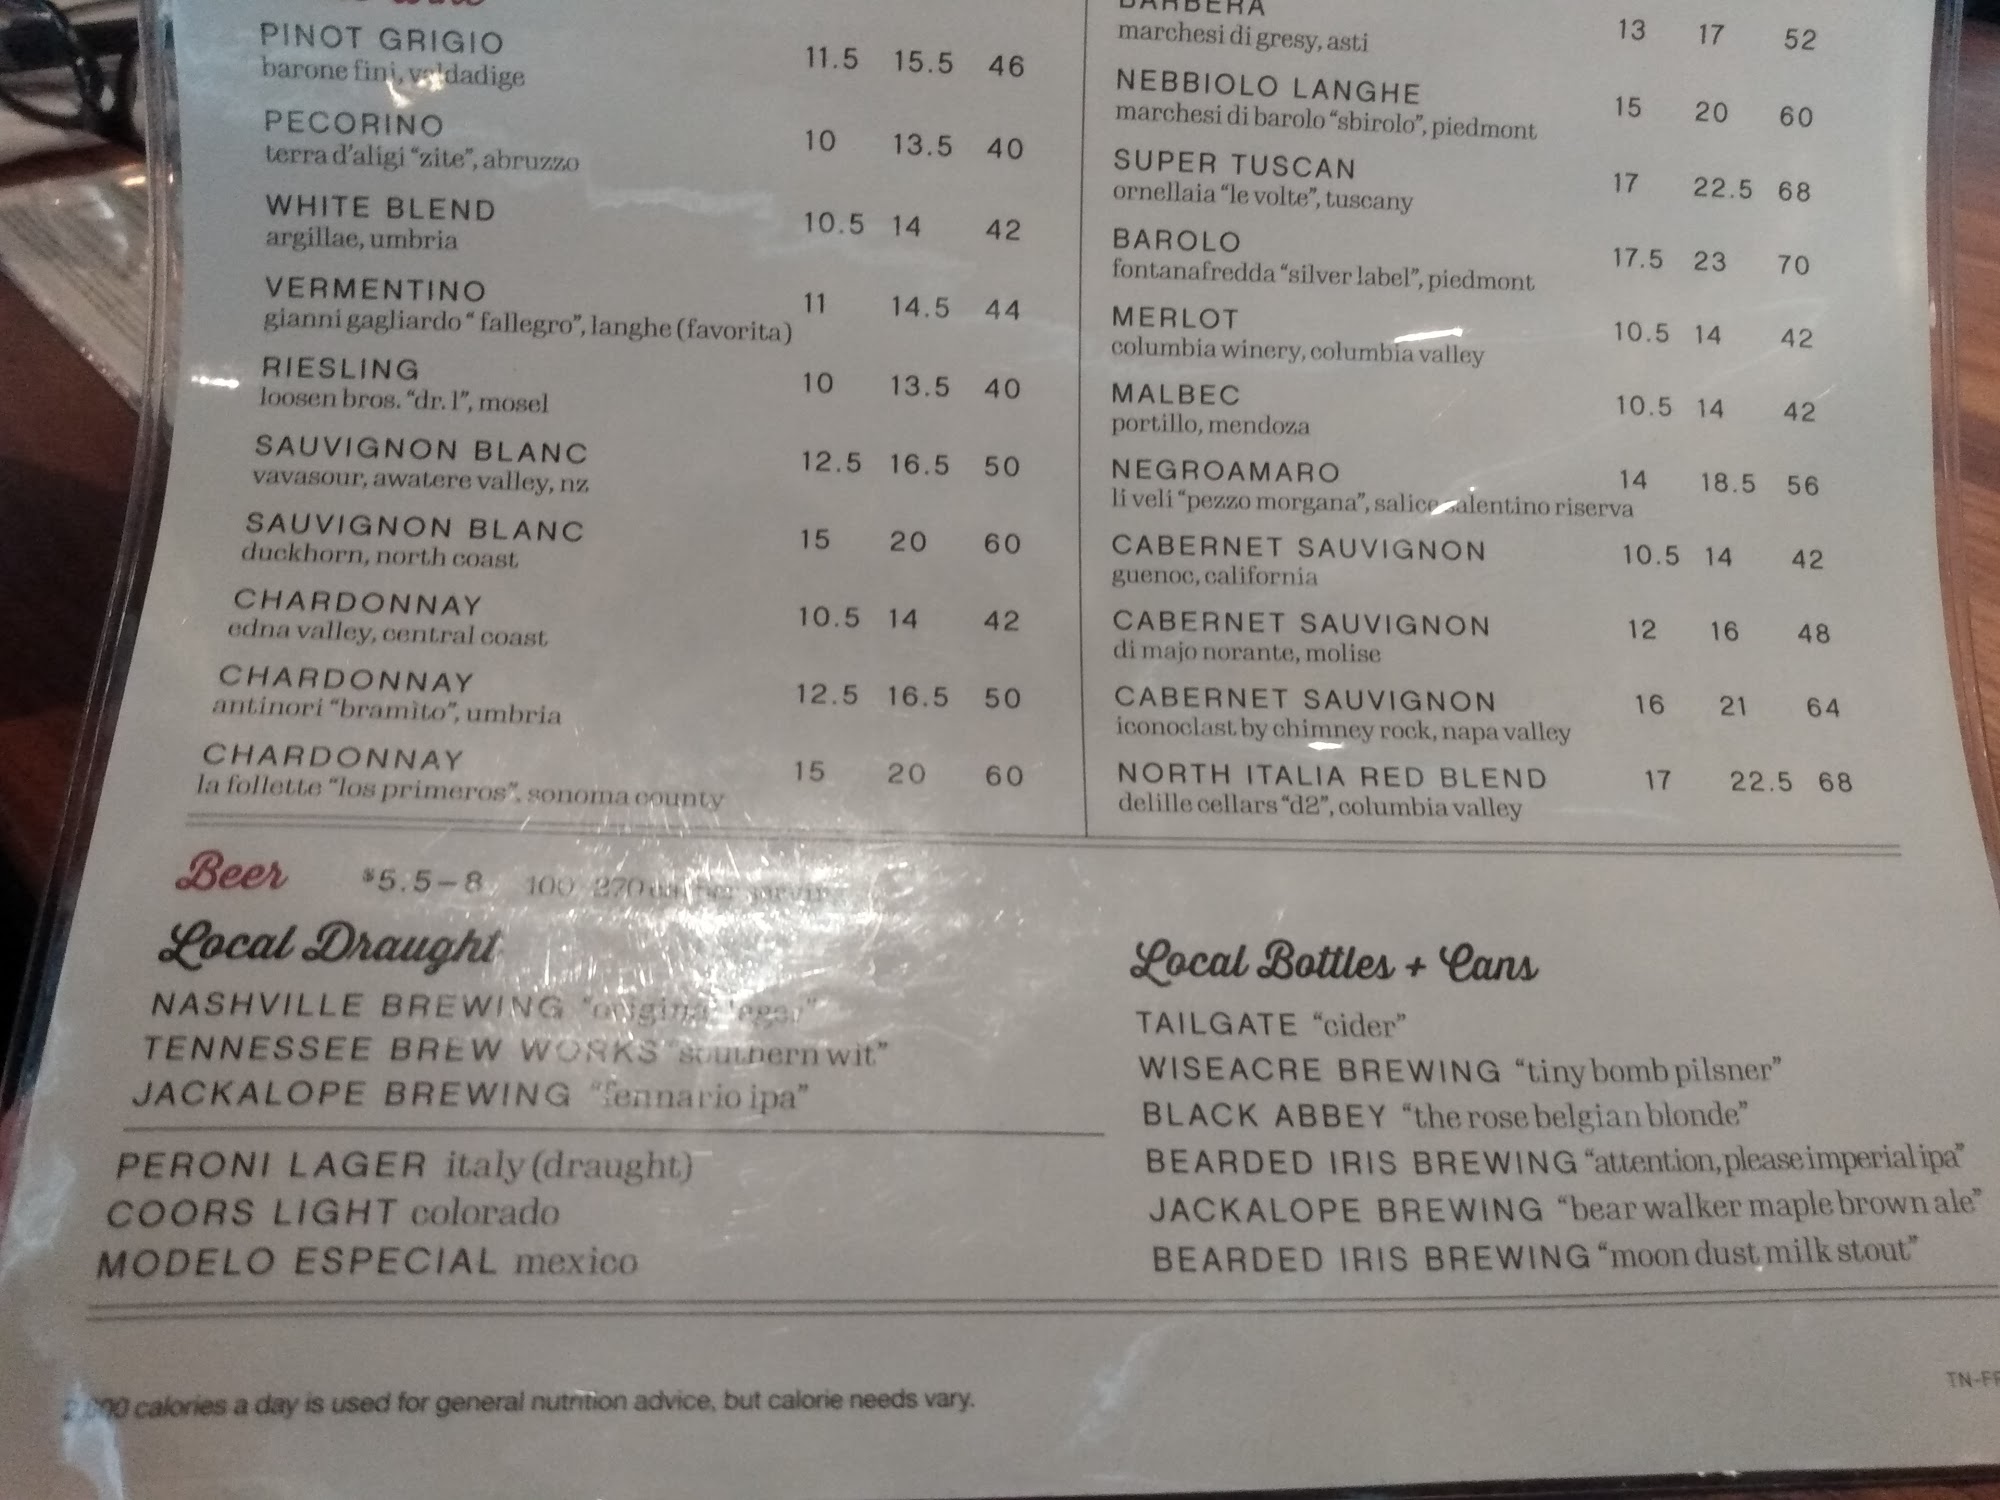 PINOT GRIGIO 11.5 15.5 46
barone fini, valdadige
PECORINO 10 13.5 40
terra d'aligi "zite", abruzzo
WHITE BLEND 10.5 14 42
argillae, umbria
VERMENTINO 11 14.5 44
gianni gagliardo " fallegro", langhe (favorita)
RIESLING 10 13.5 40
loosen bros. "dr. l", mosel
SAUVIGNON BLANC 12.5 16.5 50
vavasour, awatere valley, nz
SAUVIGNON BLANC 15 20 60
duckhorn, north coast
CHARDONNAY 10.5 14 42
edna valley, central coast
CHARDONNAY 12.5 16.5 50
antinori "bramìto", umbria
CHARDONNAY 15 20 60
la follette "los primeros", sonoma county
BARBERA 13 17 52
marchesi di gresy, asti
NEBBIOLO LANGHE 15 20 60
marchesi di barolo "sbirolo", piedmont
SUPER TUSCAN 17 22.5 68
ornellaia "le volte", tuscany
BAROLO 17.5 23 70
fontanafredda "silver label", piedmont
MERLOT 10.5 14 42
columbia winery, columbia valley
MALBEC 10.5 14 42
portillo, mendoza
NEGROAMARO 14 18.5 56
li veli "pezzo morgana", salice salentino riserva
CABERNET SAUVIGNON 10.5 14 42
guenoc, california
CABERNET SAUVIGNON 12 16 48
di majo norante, molise
CABERNET SAUVIGNON 16 21 64
iconoclast by chimney rock, napa valley
NORTH ITALIA RED BLEND 17 22.5 68
delille cellars "d2", columbia valley
Beer $5.5–8 100 270 per serving
Local Draught
NASHVILLE BREWING "original lager"
TENNESSEE BREW WORKS "southern wit"
JACKALOPE BREWING "fennario ipa"
PERONI LAGER italy (draught)
COORS LIGHT colorado
MODELO ESPECIAL mexico
Local Bottles + Cans
TAILGATE "cider"
WISEACRE BREWING "tiny bomb pilsner"
BLACK ABBEY "the rose belgian blonde"
BEARDED IRIS BREWING "attention, please imperial ipa"
JACKALOPE BREWING "bear walker maple brown ale"
BEARDED IRIS BREWING "moon dust milk stout"
2,000 calories a day is used for general nutrition advice, but calorie needs vary.